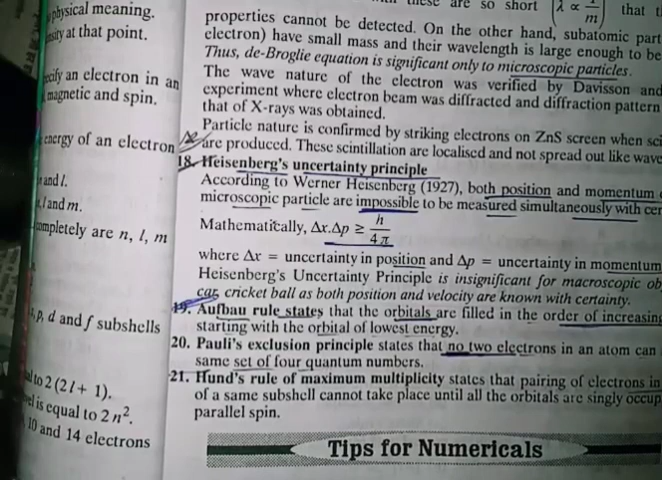 physical meaning.
at that point.
an electron in an
magnetic and spin.
energy of an electron
and l.
l and m.
completely are n, l, m
p, d and f subshells
to 2 (2l + 1).
is equal to 2 n².
10 and 14 electrons
these are so short (λ ∝ 1/m) that
properties cannot be detected. On the other hand, subatomic part
electron) have small mass and their wavelength is large enough to be
Thus, de-Broglie equation is significant only to microscopic particles.
The wave nature of the electron was verified by Davisson and
experiment where electron beam was diffracted and diffraction pattern
that of X-rays was obtained.
Particle nature is confirmed by striking electrons on ZnS screen when sci
are produced. These scintillation are localised and not spread out like wave
18. Heisenberg's uncertainty principle
According to Werner Heisenberg (1927), both position and momentum
microscopic particle are impossible to be measured simultaneously with cer
Mathematically, Δx.Δp ≥ h/4π
where Δx = uncertainty in position and Δp = uncertainty in momentum
Heisenberg's Uncertainty Principle is insignificant for macroscopic ob
car, cricket ball as both position and velocity are known with certainty.
19. Aufbau rule states that the orbitals are filled in the order of increasing
starting with the orbital of lowest energy.
20. Pauli's exclusion principle states that no two electrons in an atom can
same set of four quantum numbers.
21. Hund's rule of maximum multiplicity states that pairing of electrons in
of a same subshell cannot take place until all the orbitals are singly occup
parallel spin.
Tips for Numericals